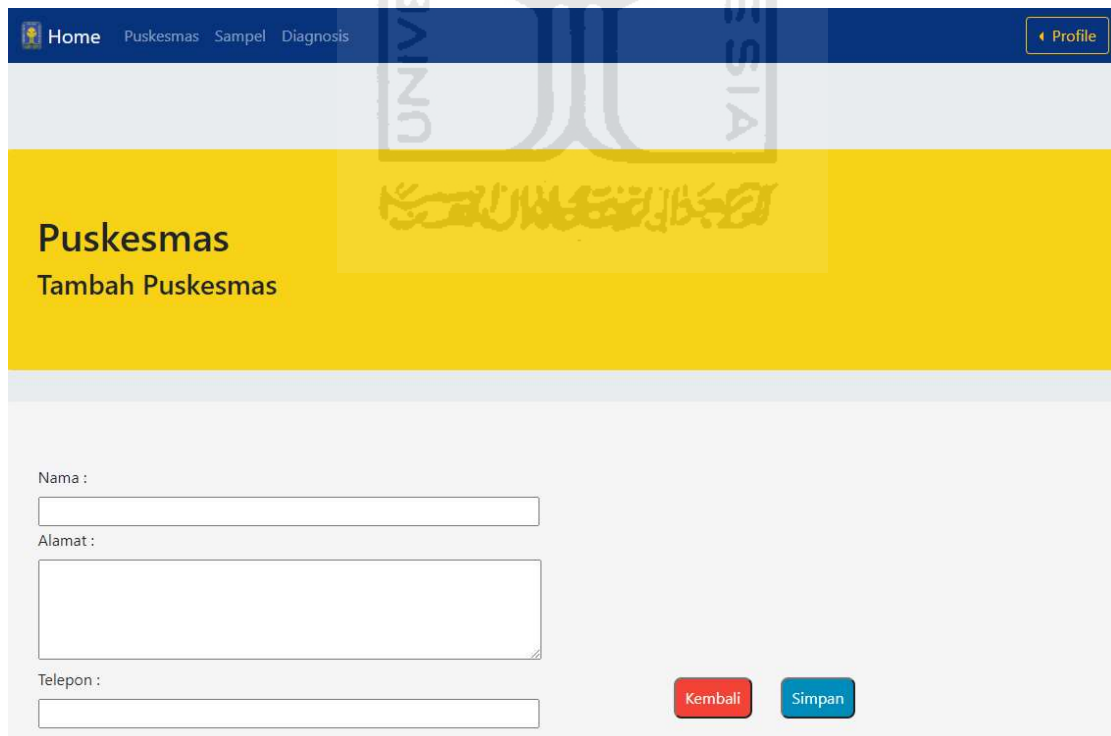 Home Puskesmas Sampel Diagnosis Profile
Puskesmas
Tambah Puskesmas
Nama :
Alamat :
Telepon :
Kembali Simpan